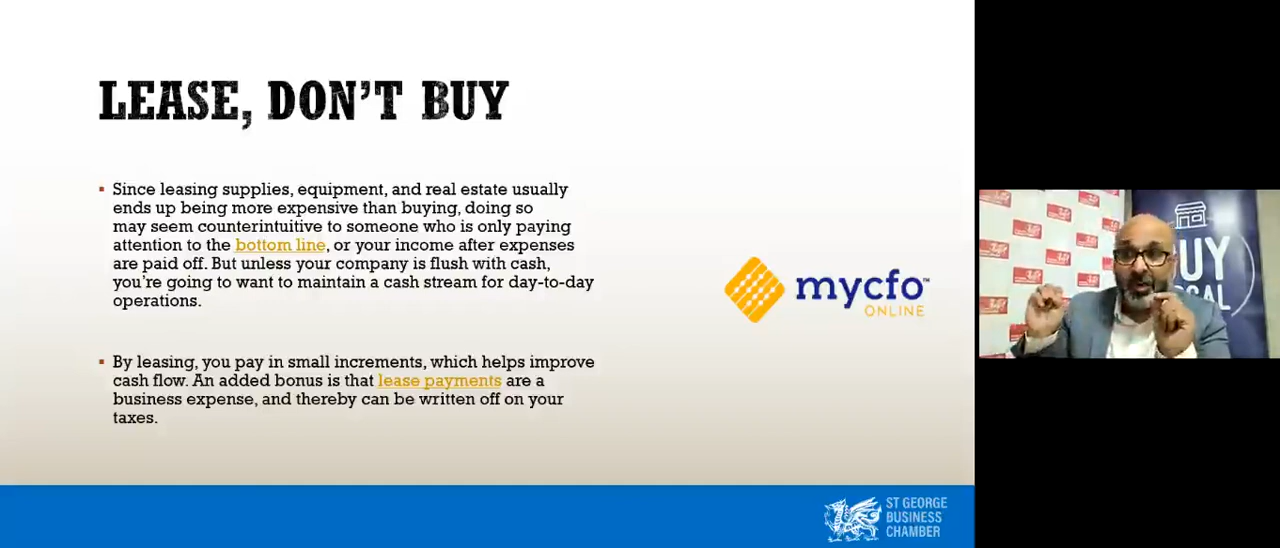 LEASE, DON'T BUY
Since leasing supplies, equipment, and real estate usually
ends up being more expensive than buying, doing so
may seem counterintuitive to someone who is only paying
attention to the bottom line, or your income after expenses
are paid off. But unless your company is flush with cash,
you're going to want to maintain a cash stream for day-to-day
operations.
By leasing, you pay in small increments, which helps improve
cash flow. An added bonus is that lease payments are a
business expense, and thereby can be written off on your
taxes.
mycfo™
ONLINE
ST GEORGE
BUSINESS
CHAMBER